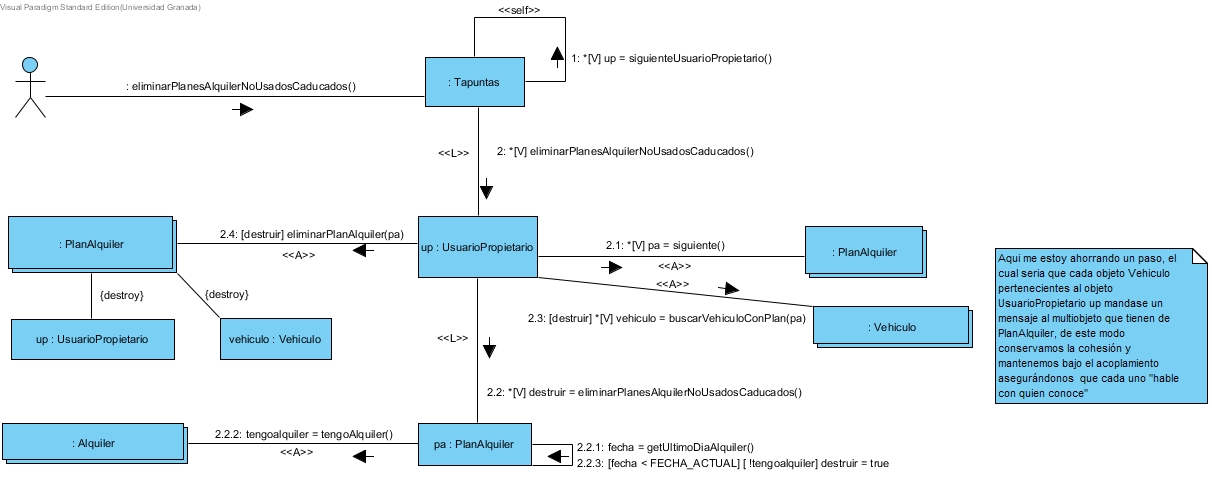 Visual Paradigm Standard Edition(Universidad Granada)
<<self>>
1: *[V] up = siguienteUsuarioPropietario()
: Tapuntas
: eliminarPlanesAlquilerNoUsadosCaducados()
<<L>>
2: *[V] eliminarPlanesAlquilerNoUsadosCaducados()
: PlanAlquiler
2.4: [destruir] eliminarPlanAlquiler(pa)
<<A>>
up : UsuarioPropietario
2.1: *[V] pa = siguiente()
<<A>>
: PlanAlquiler
<<A>>
{destroy}
{destroy}
2.3: [destruir] *[V] vehiculo = buscarVehiculoConPlan(pa)
: Vehiculo
up : UsuarioPropietario
vehiculo : Vehiculo
<<L>>
Aqui me estoy ahorrando un paso, el
cual seria que cada objeto Vehiculo
pertenecientes al objeto
UsuarioPropietario up mandase un
mensaje al multiobjeto que tienen de
PlanAlquiler, de este modo
conservamos la cohesión y
mantenemos bajo el acoplamiento
asegurándonos que cada uno "hable
con quien conoce"
2.2: *[V] destruir = eliminarPlanesAlquilerNoUsadosCaducados()
: Alquiler
2.2.2: tengoalquiler = tengoAlquiler()
<<A>>
pa : PlanAlquiler
2.2.1: fecha = getUltimoDiaAlquiler()
2.2.3: [fecha < FECHA_ACTUAL] [ !tengoalquiler] destruir = true